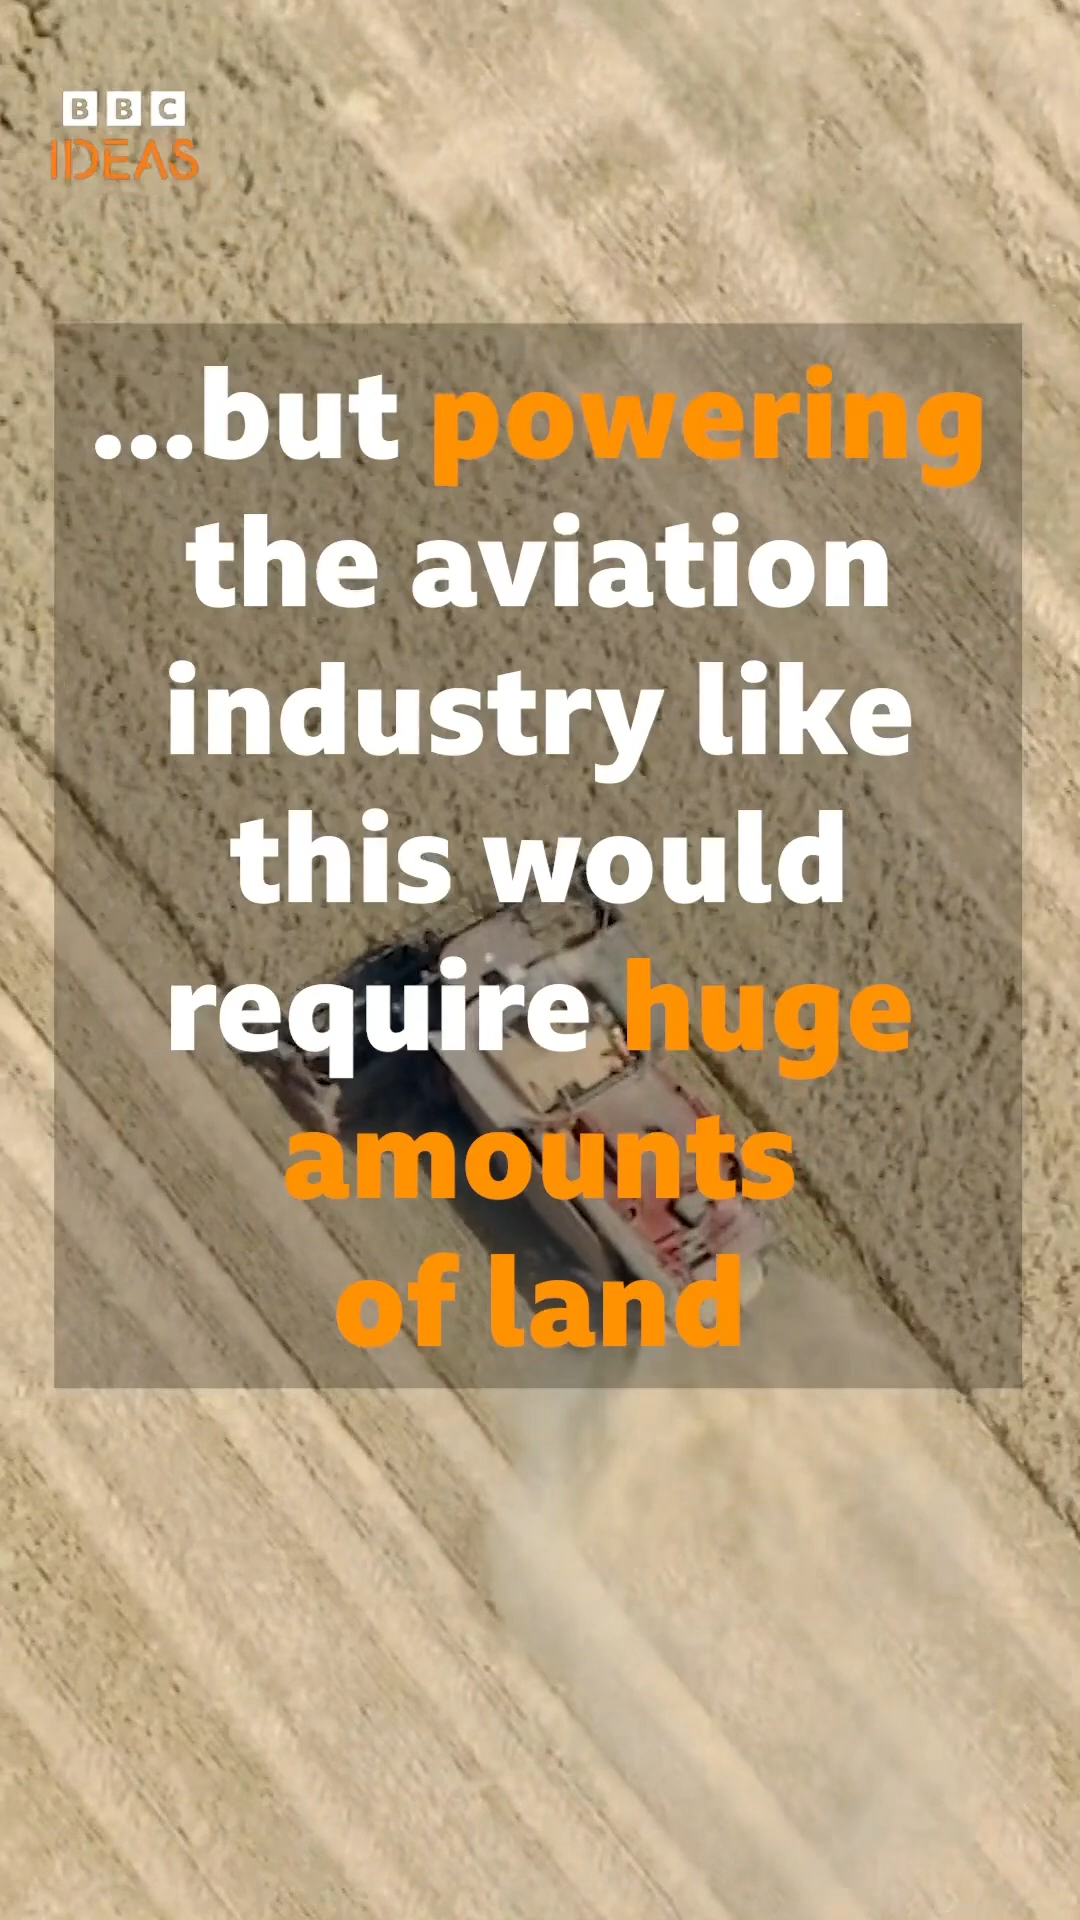 BBC
IDEAS
...but powering
the aviation
industry like
this would
require huge
amounts
of land